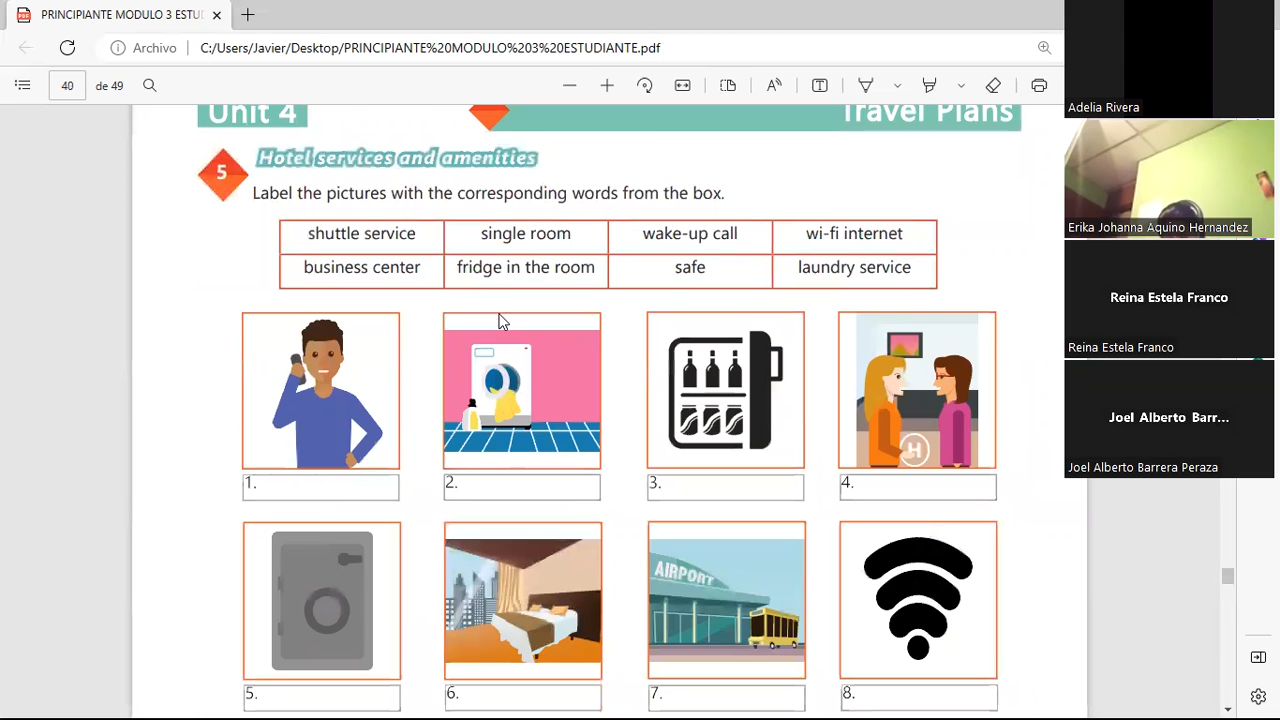 PRINCIPIANTE MODULO 3 ESTU
Archivo C:/Users/Javier/Desktop/PRINCIPIANTE%20MODULO%203%20ESTUDIANTE.pdf
40 de 49
Unit 4 Travel Plans
5 Hotel services and amenities
Label the pictures with the corresponding words from the box.
shuttle service single room wake-up call wi-fi internet
business center fridge in the room safe laundry service
H
1. 2. 3. 4.
AIRPORT
5. 6. 7. 8.
Adelia Rivera
Erika Johanna Aquino Hernandez
Reina Estela Franco
Reina Estela Franco
Joel Alberto Barr...
Joel Alberto Barrera Peraza